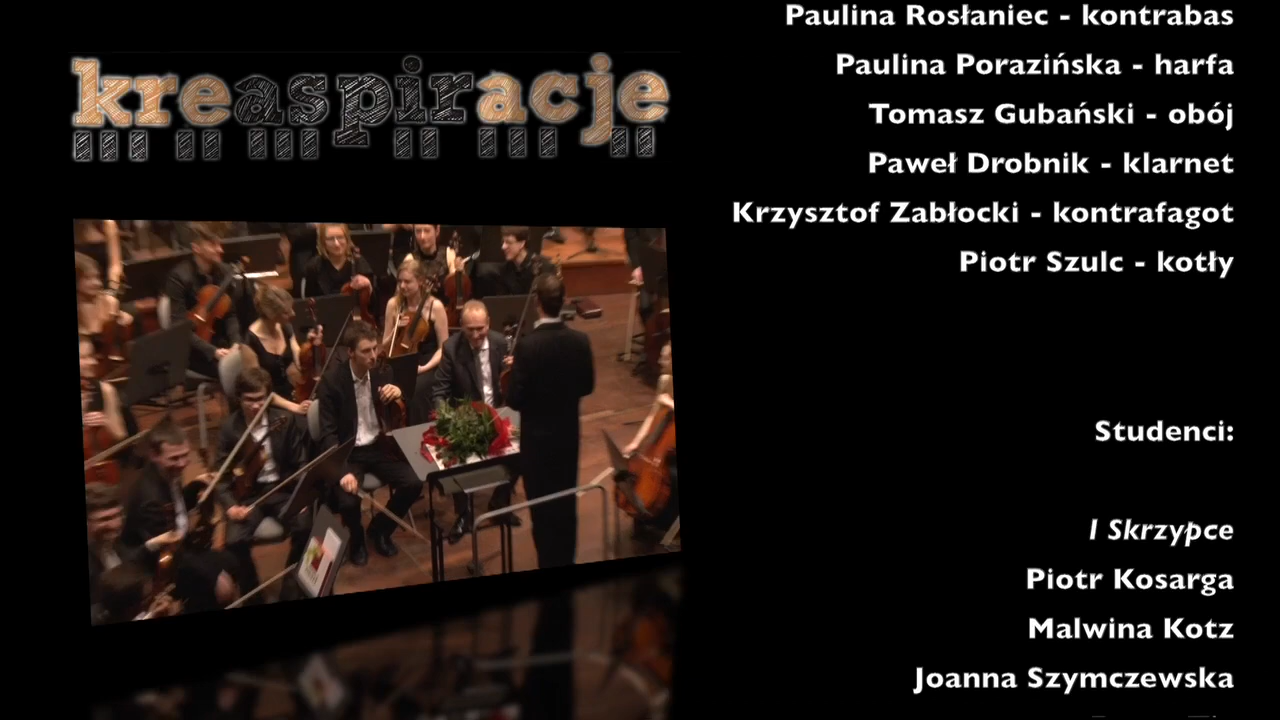 kreaspiracje
Paulina Rosłaniec - kontrabas
Paulina Porazińska - harfa
Tomasz Gubański - obój
Paweł Drobnik - klarnet
Krzysztof Zabłocki - kontrafagot
Piotr Szulc - kotły
Studenci:
I Skrzypce
Piotr Kosarga
Malwina Kotz
Joanna Szymczewska